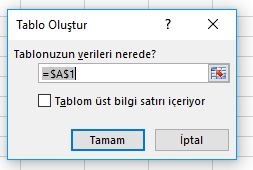 Tablo Oluştur
Tablonuzun verileri nerede?
=$A$1
Tablom üst bilgi satırı içeriyor
Tamam
İptal